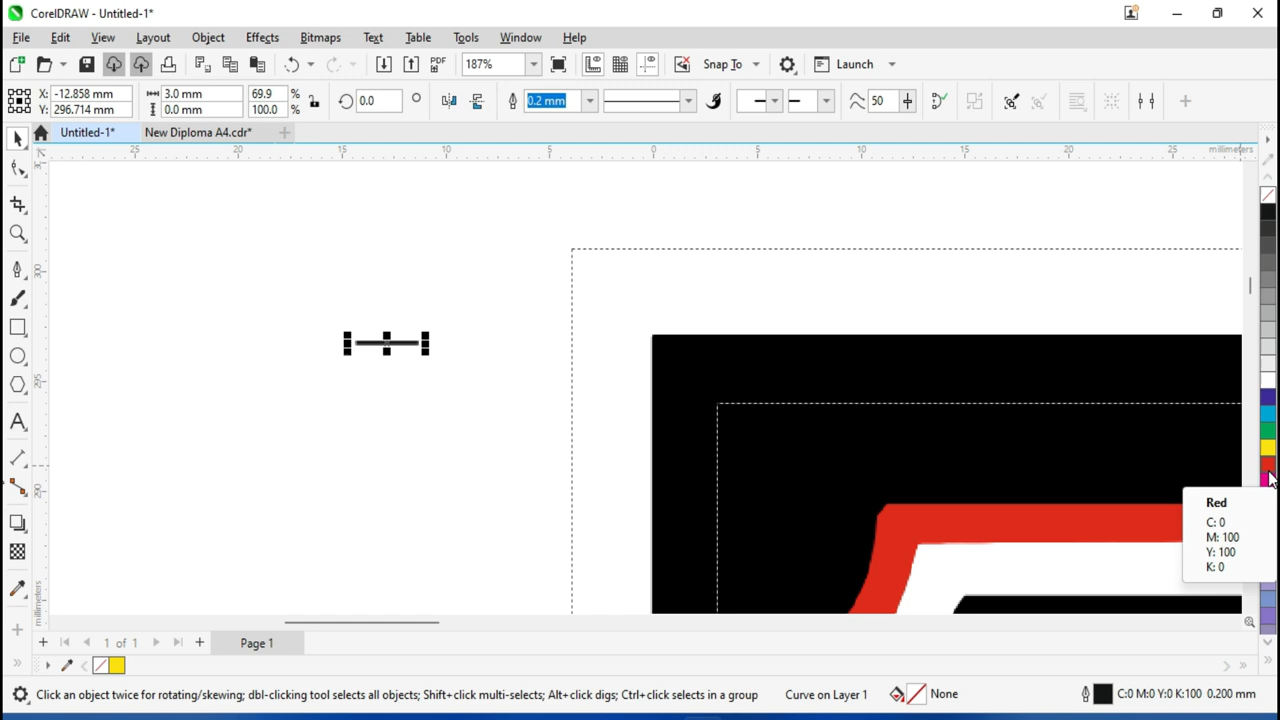 CorelDRAW - Untitled-1*
File Edit View Layout Object Effects Bitmaps Text Table Tools Window Help
PDF 187% Snap To Launch
X: -12.858 mm 3.0 mm 69.9 % 0.0 0.2 mm 50
Y: 296.714 mm 0.0 mm 100.0 %
Untitled-1* New Diploma A4.cdr*
25 20 15 10 5 0 5 10 15 20 25 millimeters
300
295
290
millimeters
Red
C: 0
M: 100
Y: 100
K: 0
1 of 1 Page 1
Click an object twice for rotating/skewing; dbl-clicking tool selects all objects; Shift+click multi-selects; Alt+click digs; Ctrl+click selects in a group Curve on Layer 1 None C:0 M:0 Y:0 K:100 0.200 mm